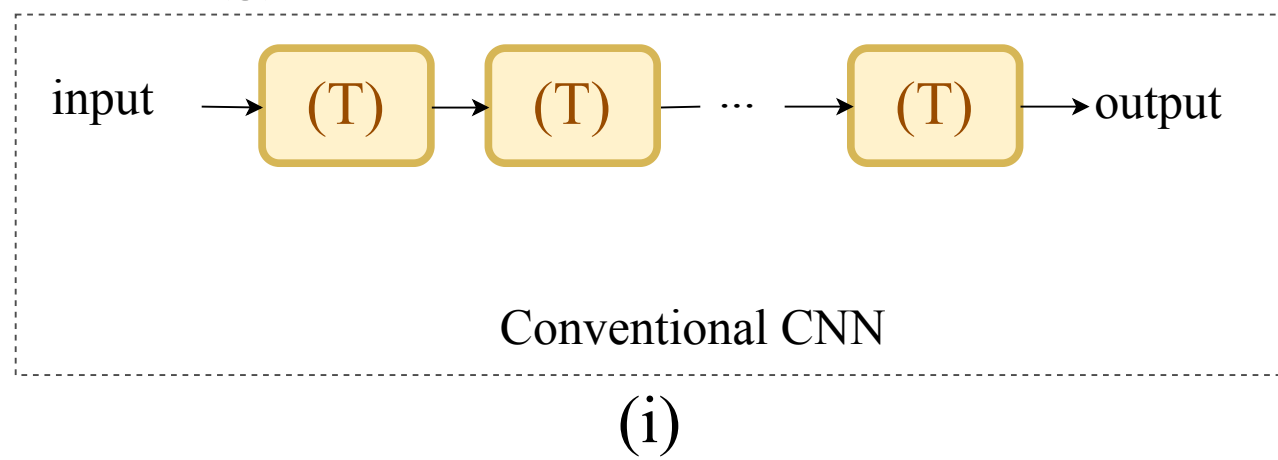 input (T) (T) ... (T) output
Conventional CNN
(i)